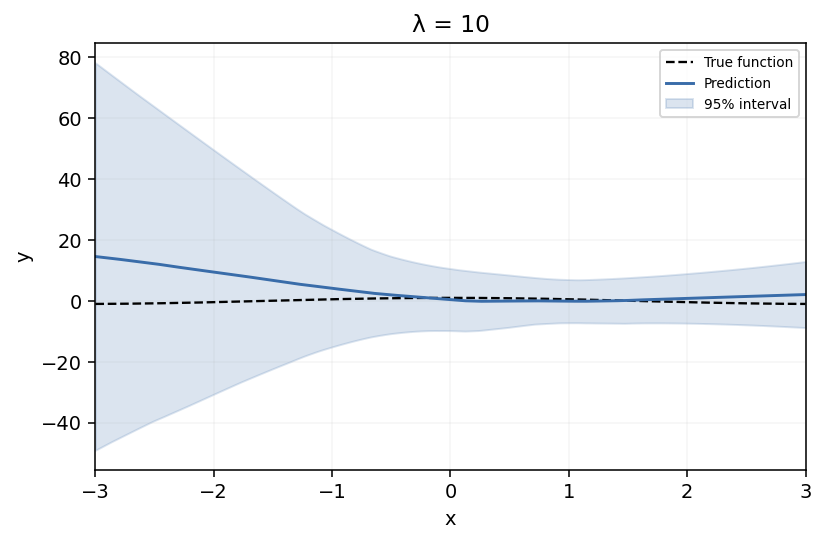 λ = 10
True function
Prediction
95% interval
80
60
40
20
0
−20
−40
y
−3
−2
−1
0
1
2
3
x